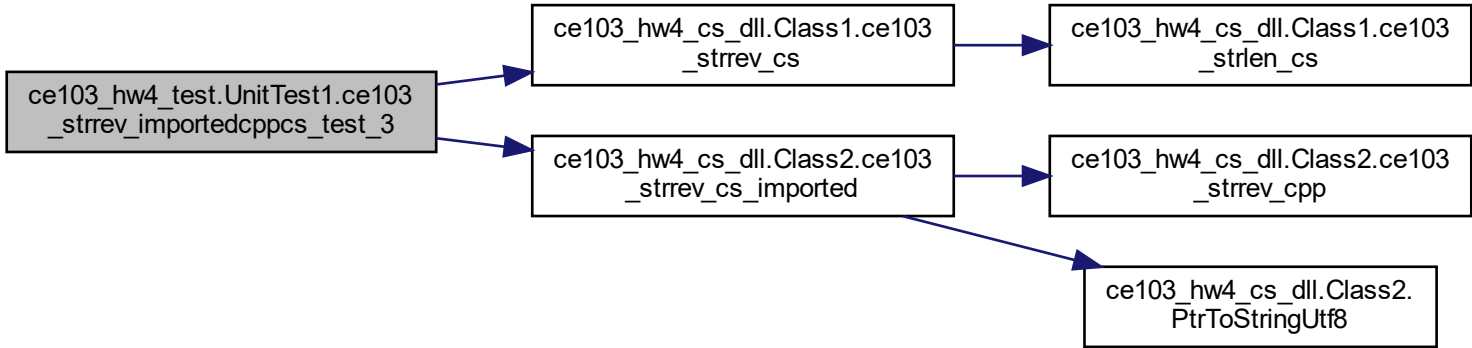 ce103_hw4_test.UnitTest1.ce103
_strrev_importedcppcs_test_3
ce103_hw4_cs_dll.Class1.ce103
_strrev_cs
ce103_hw4_cs_dll.Class1.ce103
_strlen_cs
ce103_hw4_cs_dll.Class2.ce103
_strrev_cs_imported
ce103_hw4_cs_dll.Class2.ce103
_strrev_cpp
ce103_hw4_cs_dll.Class2.
PtrToStringUtf8